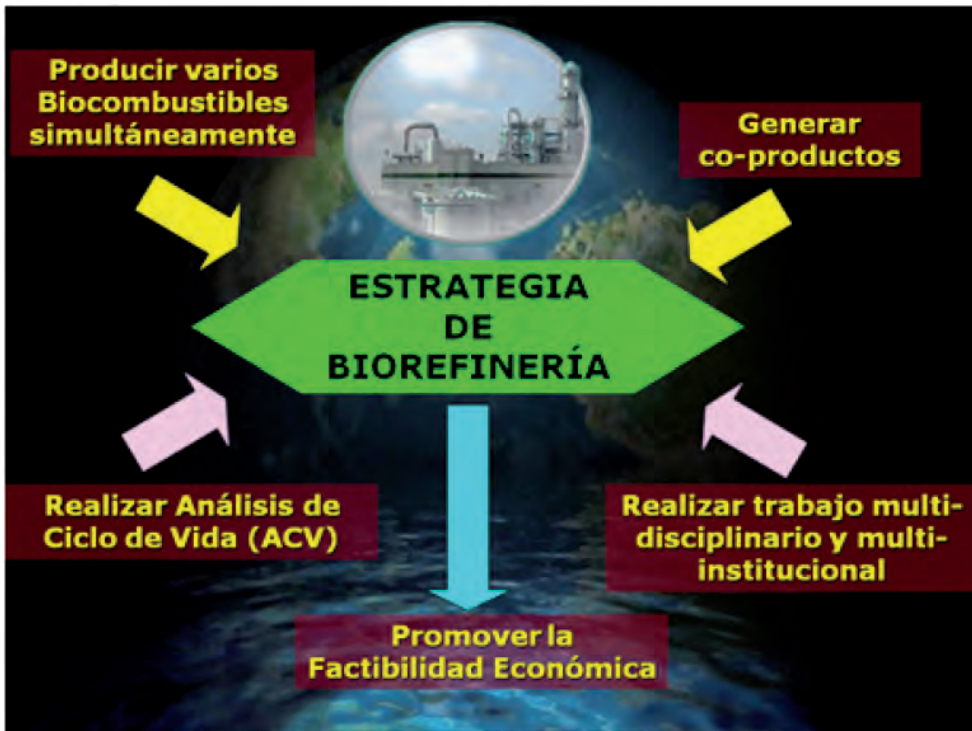 Producir varios
Biocombustibles
simultáneamente
Generar
co-productos
ESTRATEGIA
DE
BIOREFINERÍA
Realizar Análisis de
Ciclo de Vida (ACV)
Realizar trabajo multi-
disciplinario y multi-
institucional
Promover la
Factibilidad Económica